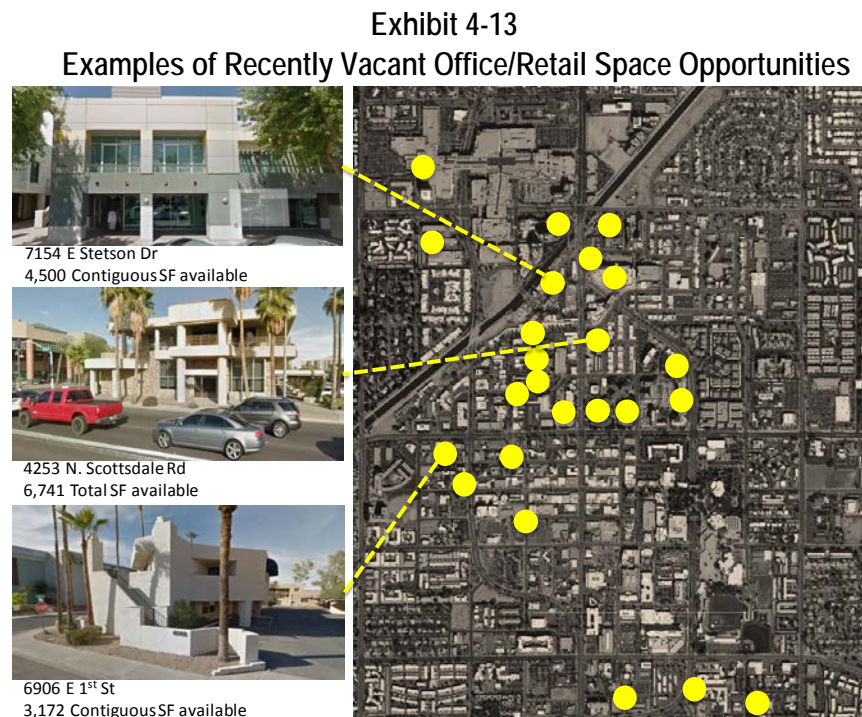 Exhibit 4-13
Examples of Recently Vacant Office/Retail Space Opportunities
7154 E Stetson Dr
4,500 Contiguous SF available
4253 N. Scottsdale Rd
6,741 Total SF available
6906 E 1st St
3,172 Contiguous SF available